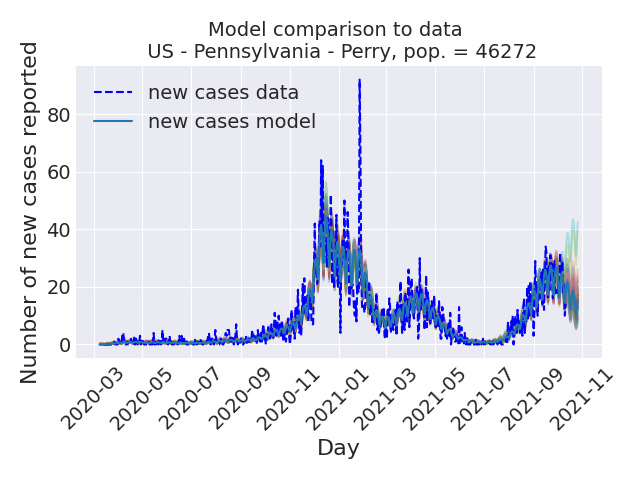 Model comparison to data
US - Pennsylvania - Perry, pop. = 46272
Number of new cases reported
80
60
40
20
0
new cases data
new cases model
2020-03
2020-05
2020-07
2020-09
2020-11
2021-01
2021-03
2021-05
2021-07
2021-09
2021-11
Day